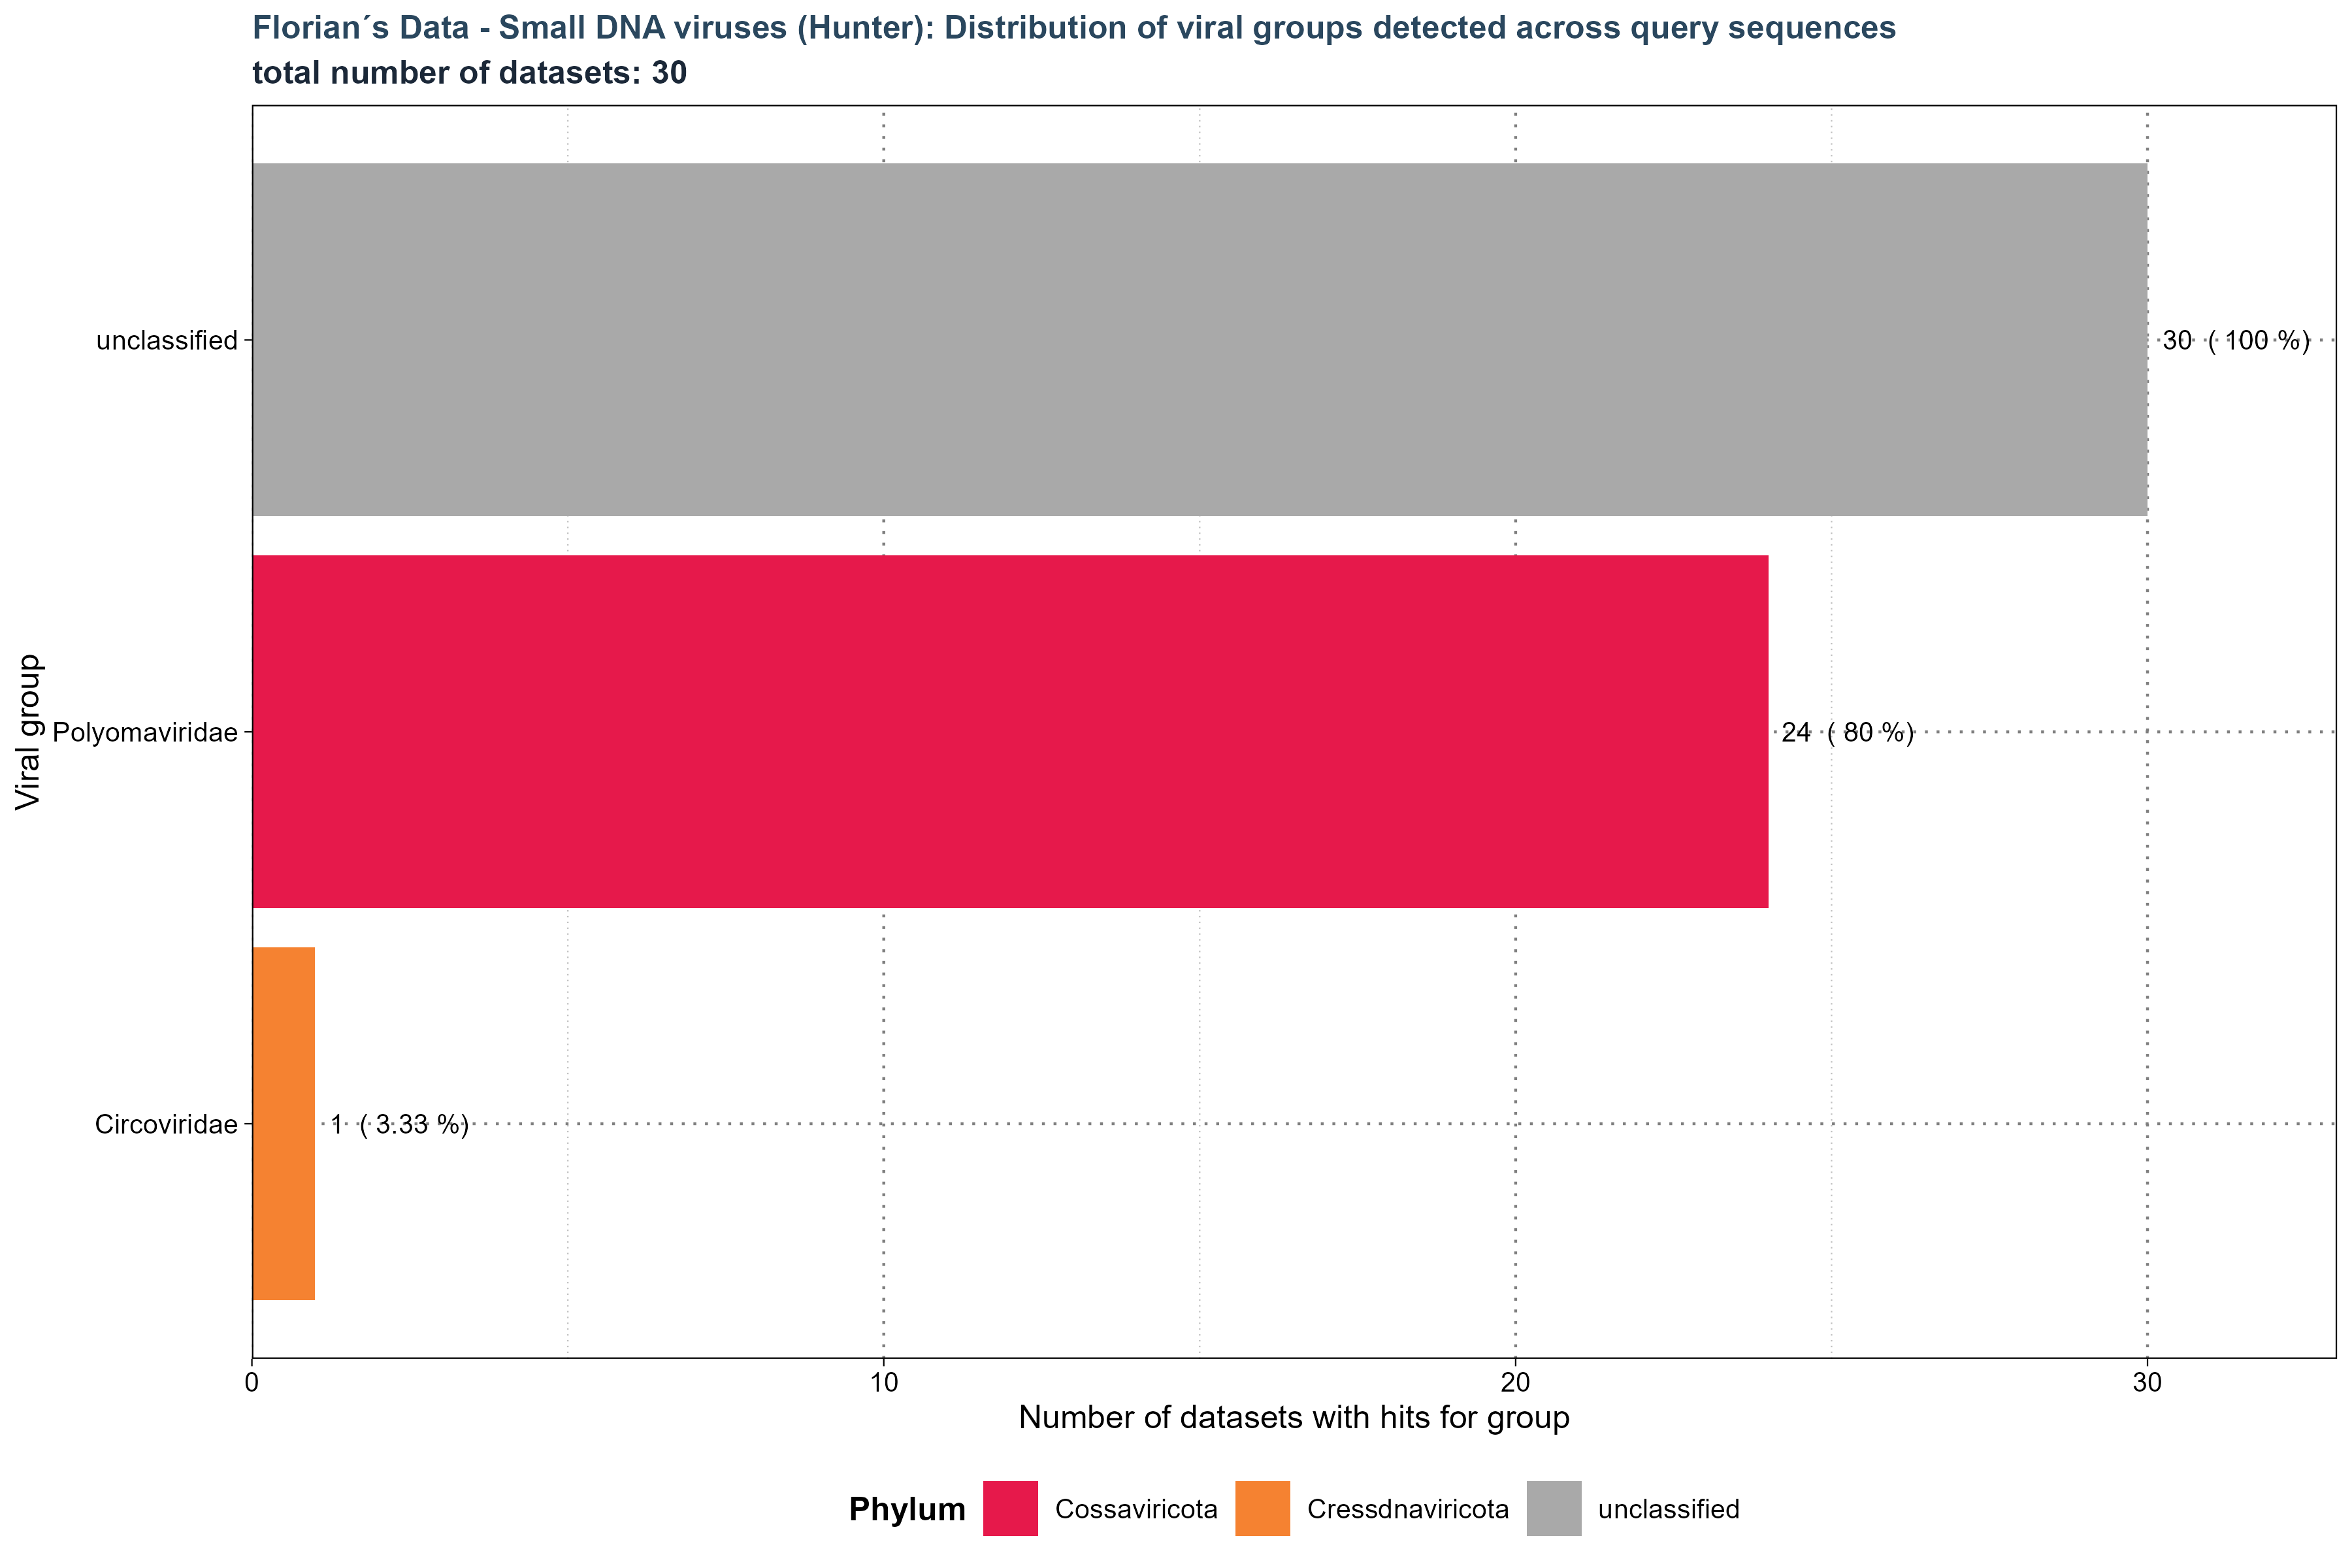 Florian´s Data - Small DNA viruses (Hunter): Distribution of viral groups detected across query sequences
total number of datasets: 30
Viral group
unclassified
30 ( 100 %)
Polyomaviridae
24 ( 80 %)
Circoviridae
1 ( 3.33 %)
0 10 20 30
Number of datasets with hits for group
Phylum Cossaviricota Cressdnaviricota unclassified